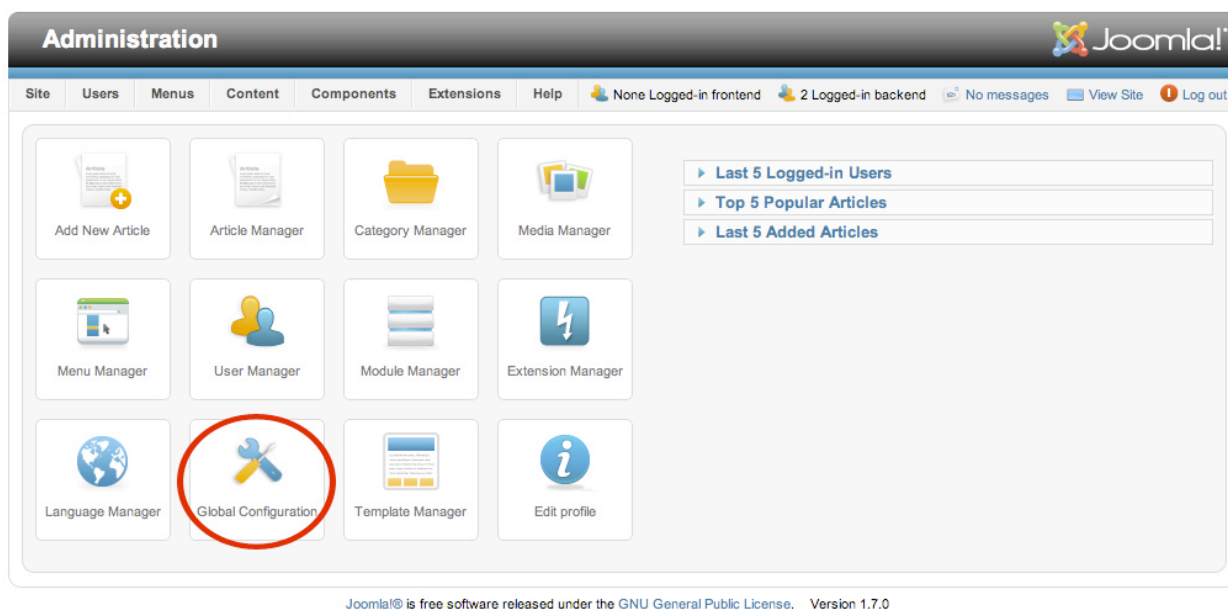 Administration
Joomla!
Site Users Menus Content Components Extensions Help None Logged-in frontend 2 Logged-in backend No messages View Site Log out
Article
Article
Add New Article Article Manager Category Manager Media Manager
Last 5 Logged-in Users
Top 5 Popular Articles
Last 5 Added Articles
Menu Manager User Manager Module Manager Extension Manager
Language Manager Global Configuration Template Manager Edit profile
Joomla!® is free software released under the GNU General Public License. Version 1.7.0